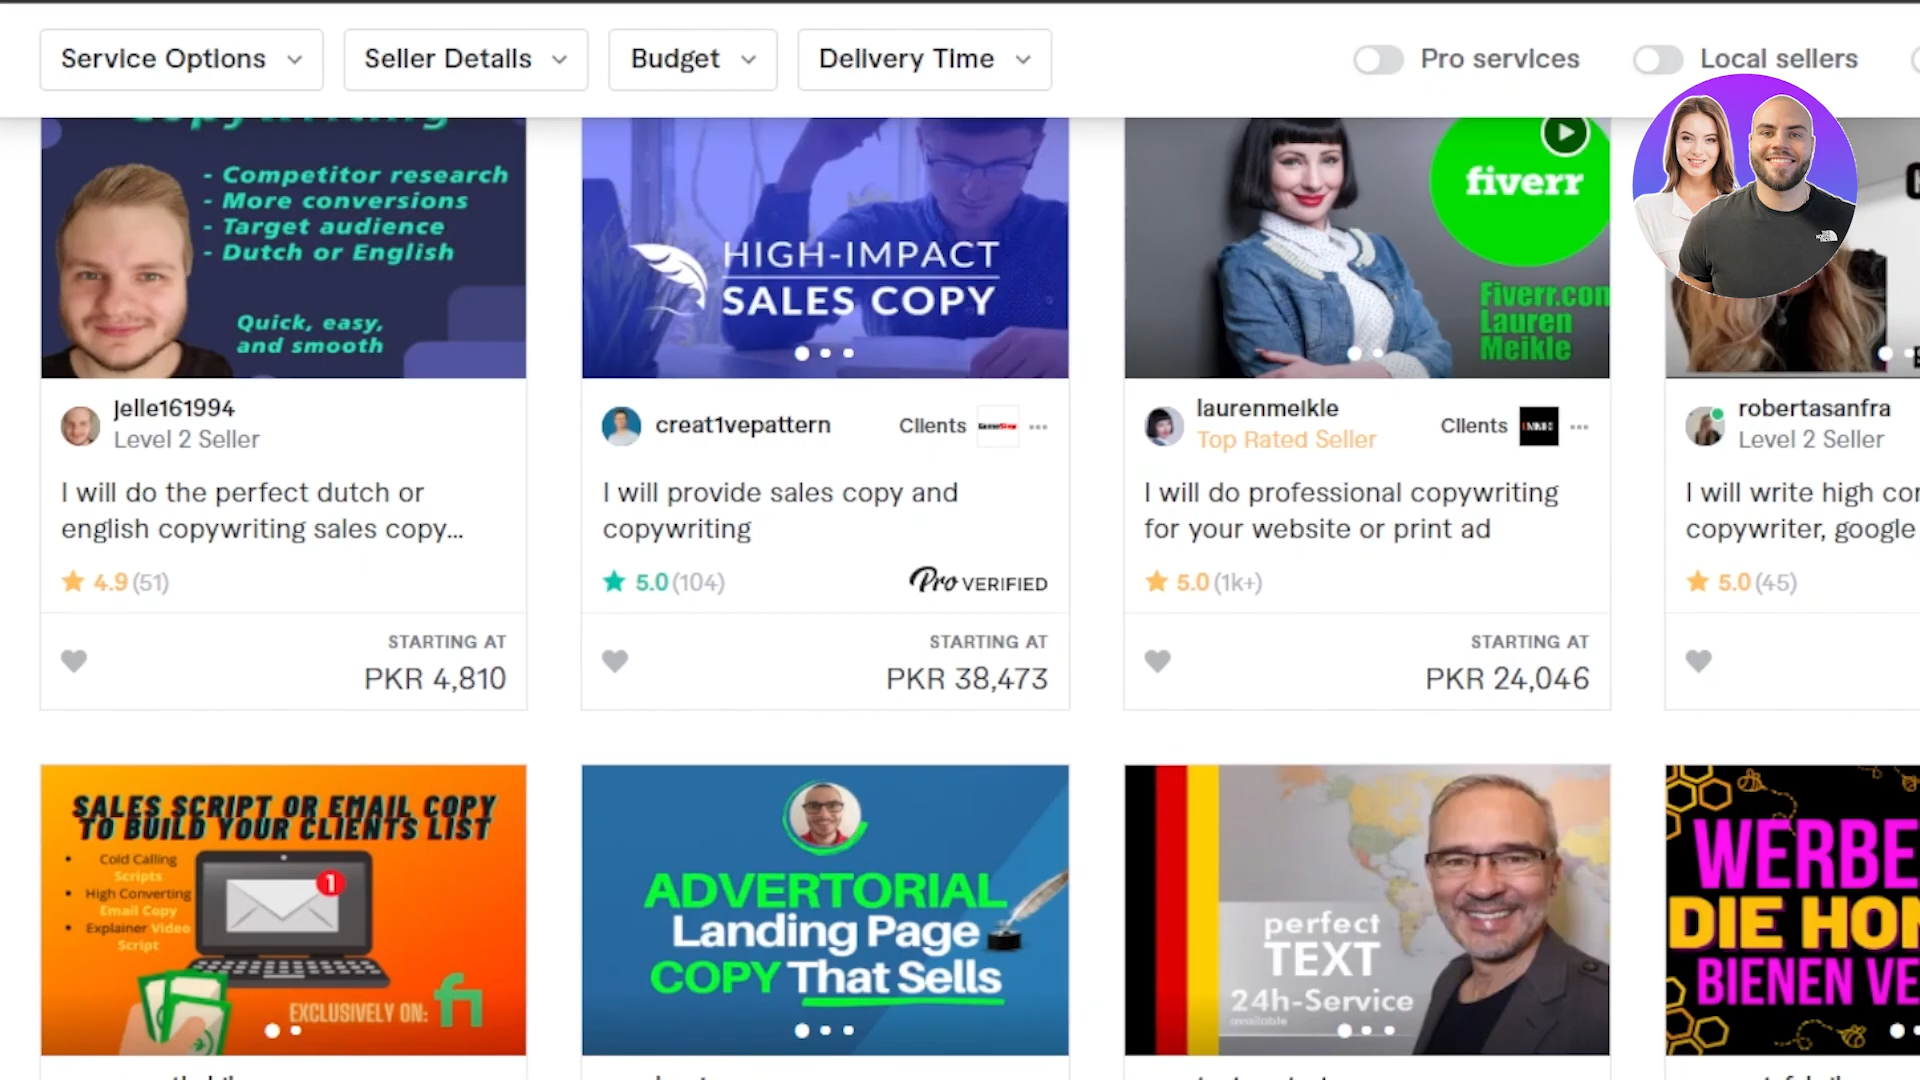 Service Options
Seller Details
Budget
Delivery Time
Pro services
Local sellers
- Competitor research
- More conversions
- Target audience
- Dutch or English
Quick, easy,
and smooth
HIGH-IMPACT
SALES COPY
fiverr
Fiverr.com
Lauren
Meikle
jelle161994
Level 2 Seller
I will do the perfect dutch or
english copywriting sales copy...
4.9 (51)
STARTING AT
PKR 4,810
creat1vepattern
Clients
GameStop
I will provide sales copy and
copywriting
5.0 (104)
Pro VERIFIED
STARTING AT
PKR 38,473
laurenmeikle
Top Rated Seller
Clients
I will do professional copywriting
for your website or print ad
5.0 (1k+)
STARTING AT
PKR 24,046
robertasanfra
Level 2 Seller
I will write high
copywriter, google
5.0 (45)
SALES SCRIPT OR EMAIL COPY
TO BUILD YOUR CLIENTS LIST
• Cold Calling
Scripts
• High Converting
Email Copy
• Explainer Video
Script
1
EXCLUSIVELY ON: fi
ADVERTORIAL
Landing Page
COPY That Sells
perfect
TEXT
24h-Service
available
WERBE
DIE HON
BIENEN VE